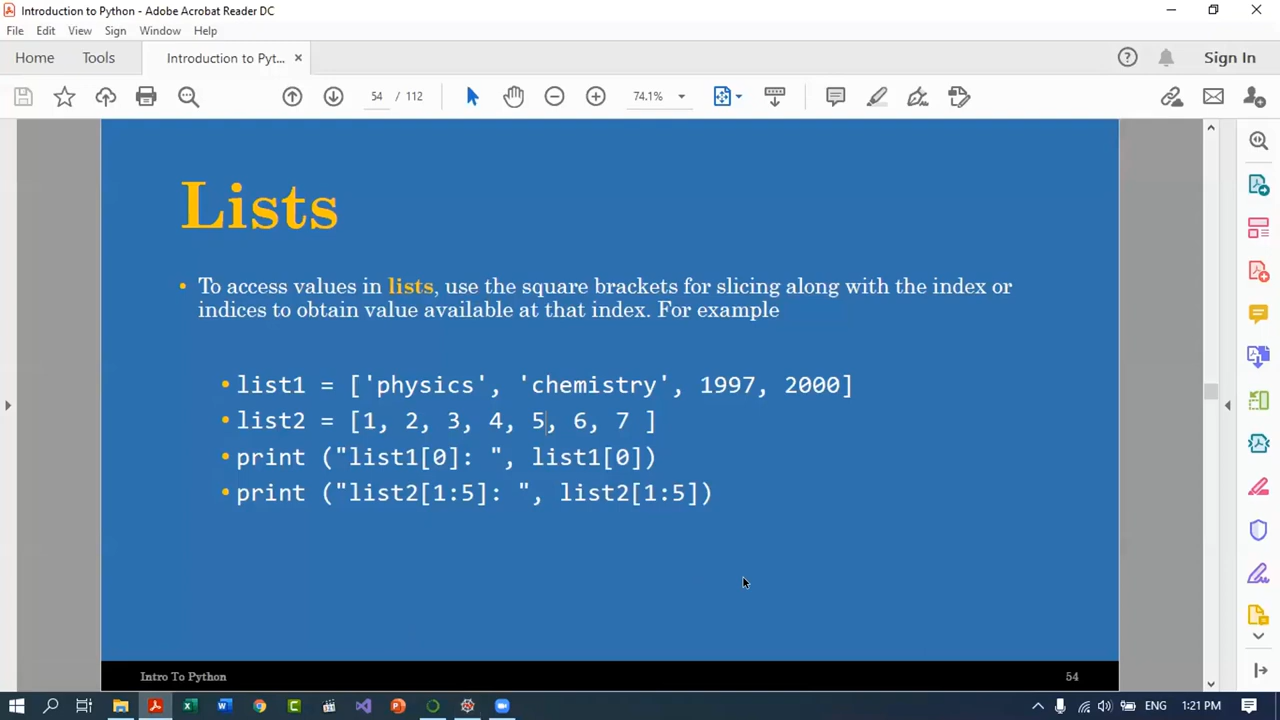 Introduction to Python - Adobe Acrobat Reader DC
File Edit View Sign Window Help
Home Tools Introduction to Pyt... Sign In
54 / 112 74.1%
Lists
• To access values in lists, use the square brackets for slicing along with the index or
indices to obtain value available at that index. For example
• list1 = ['physics', 'chemistry', 1997, 2000]
• list2 = [1, 2, 3, 4, 5, 6, 7 ]
• print ("list1[0]: ", list1[0])
• print ("list2[1:5]: ", list2[1:5])
Intro To Python 54
ENG 1:21 PM